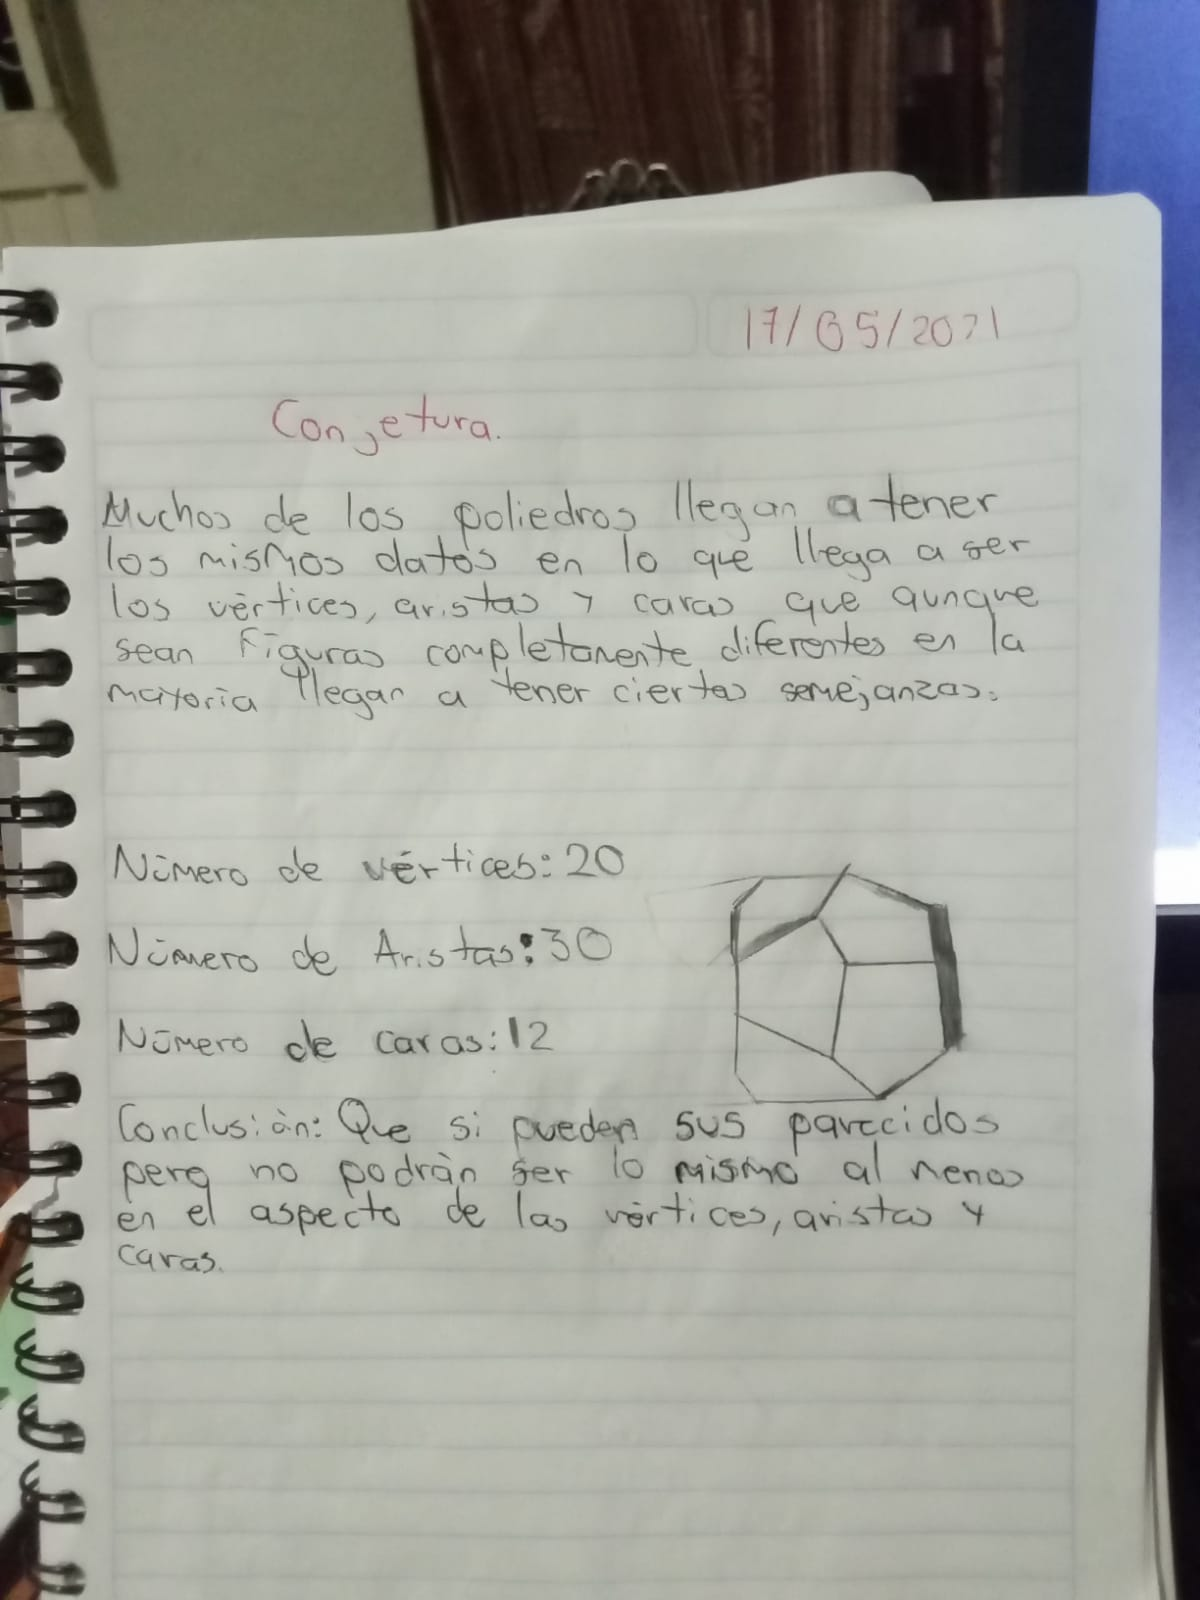 17/05/2021
Conjetura.
Muchos de los poliedros llegan a tener
los mismos datos en lo que llega a ser
los vértices, aristas y caras que aunque
sean Figuras completamente diferentes en la
mayoría llegan a tener ciertas semejanzas.
Número de vértices: 20
Número de Aristas: 30
Número de caras: 12
Conclusión: Que si pueden sus parecidos
pero no podrán ser lo mismo al menos
en el aspecto de las vértices, aristas y
caras.